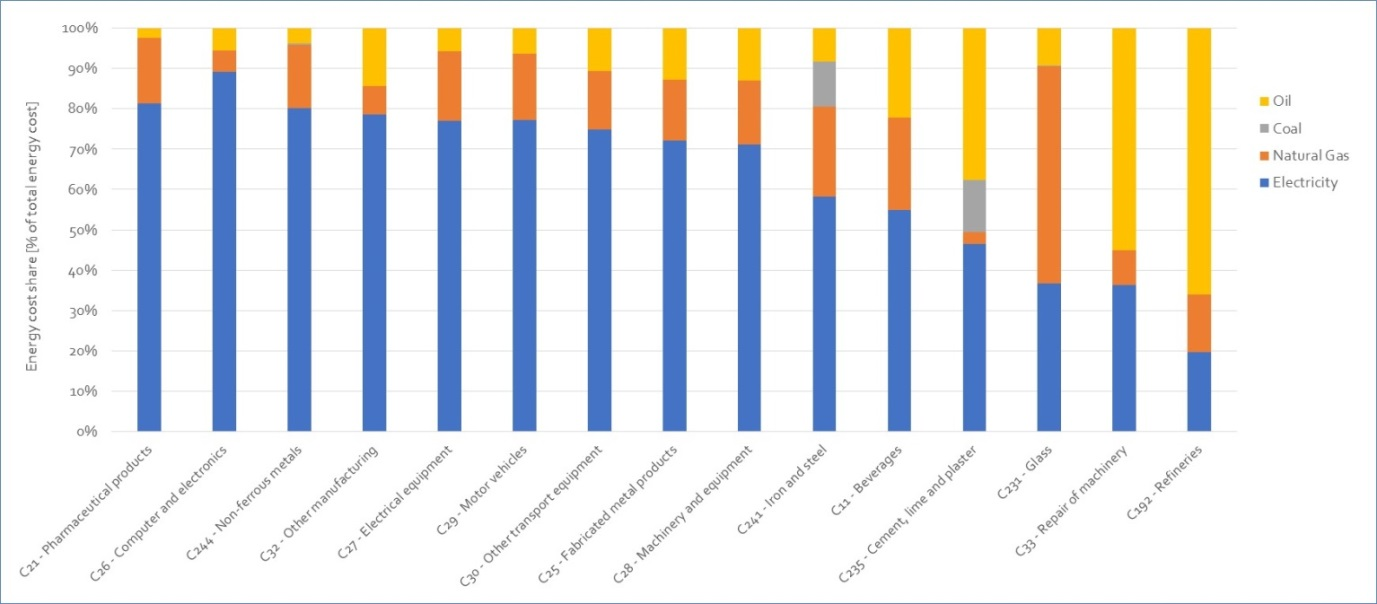 Energy cost share [% of total energy cost]
100%
90%
80%
70%
60%
50%
40%
30%
20%
10%
0%
C21 - Pharmaceutical products
C26 - Computer and electronics
C244 - Non-ferrous metals
C32 - Other manufacturing
C27 - Electrical equipment
C29 - Motor vehicles
C30 - Other transport equipment
C25 - Fabricated metal products
C28 - Machinery and equipment
C241 - Iron and steel
C11 - Beverages
C235 - Cement, lime and plaster
C231 - Glass
C33 - Repair of machinery
C192 - Refineries
Oil
Coal
Natural Gas
Electricity